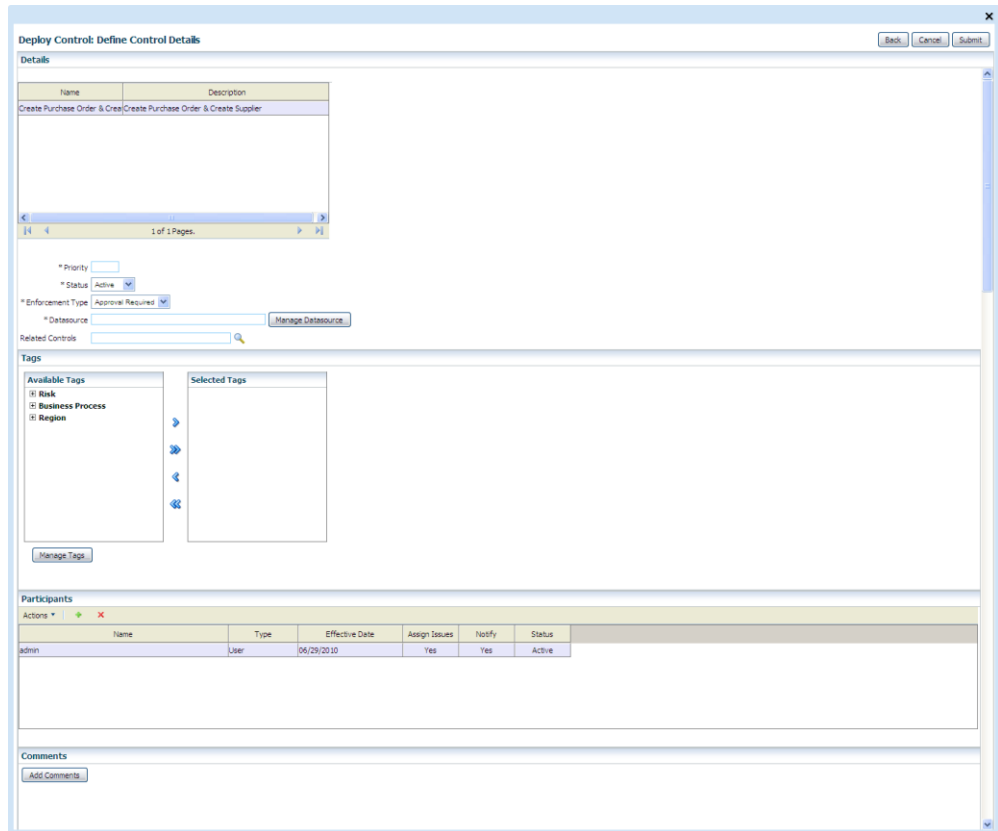 Deploy Control: Define Control Details
Back Cancel Submit
Details
Name Description
Create Purchase Order & Crea Create Purchase Order & Create Supplier
1 of 1 Pages.
* Priority
* Status Active
* Enforcement Type Approval Required
* Datasource Manage Datasource
Related Controls
Tags
Available Tags Selected Tags
Risk
Business Process
Region
Manage Tags
Participants
Actions
Name Type Effective Date Assign Issues Notify Status
admin User 06/29/2010 Yes Yes Active
Comments
Add Comments